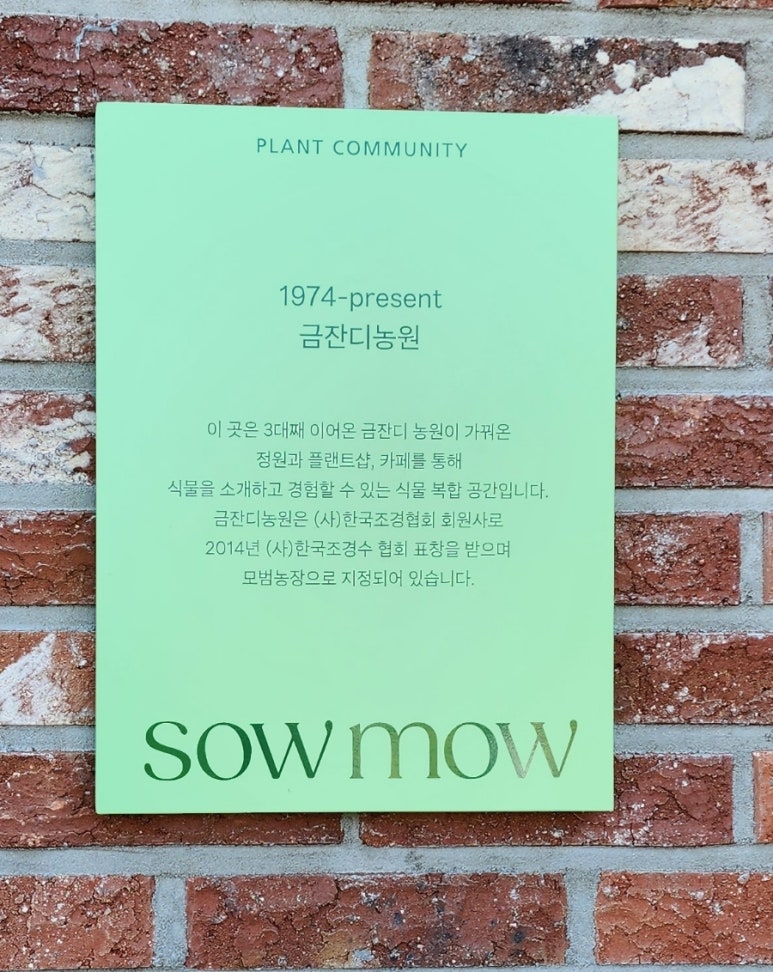 PLANT COMMUNITY
1974-present
금잔디농원
이 곳은 3대째 이어온 금잔디 농원이 가꿔온
정원과 플랜트샵, 카페를 통해
식물을 소개하고 경험할 수 있는 식물 복합 공간입니다.
금잔디농원은 (사)한국조경협회 회원사로
2014년 (사)한국조경수 협회 표창을 받으며
모범농장으로 지정되어 있습니다.
sow mow